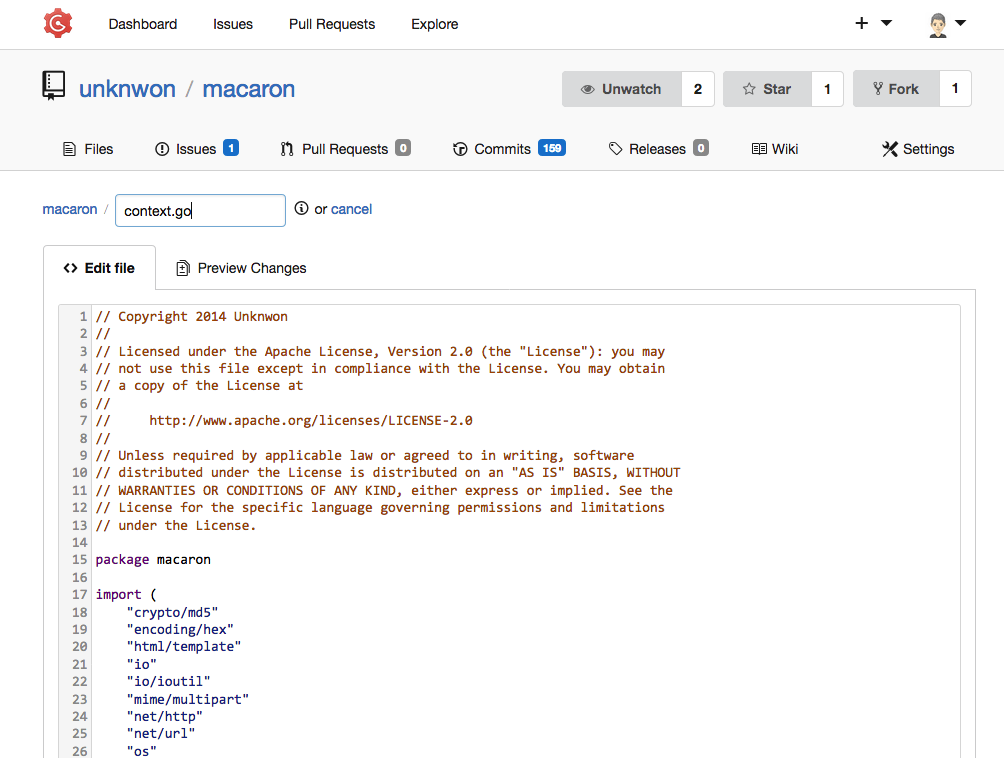 Dashboard Issues Pull Requests Explore +
unknwon / macaron Unwatch 2 Star 1 Fork 1
Files Issues 1 Pull Requests 0 Commits 159 Releases 0 Wiki Settings
macaron / context.go or cancel
<> Edit file Preview Changes
1 // Copyright 2014 Unknwon
2 //
3 // Licensed under the Apache License, Version 2.0 (the "License"): you may
4 // not use this file except in compliance with the License. You may obtain
5 // a copy of the License at
6 //
7 //     http://www.apache.org/licenses/LICENSE-2.0
8 //
9 // Unless required by applicable law or agreed to in writing, software
10 // distributed under the License is distributed on an "AS IS" BASIS, WITHOUT
11 // WARRANTIES OR CONDITIONS OF ANY KIND, either express or implied. See the
12 // License for the specific language governing permissions and limitations
13 // under the License.
14
15 package macaron
16
17 import (
18     "crypto/md5"
19     "encoding/hex"
20     "html/template"
21     "io"
22     "io/ioutil"
23     "mime/multipart"
24     "net/http"
25     "net/url"
26     "os"